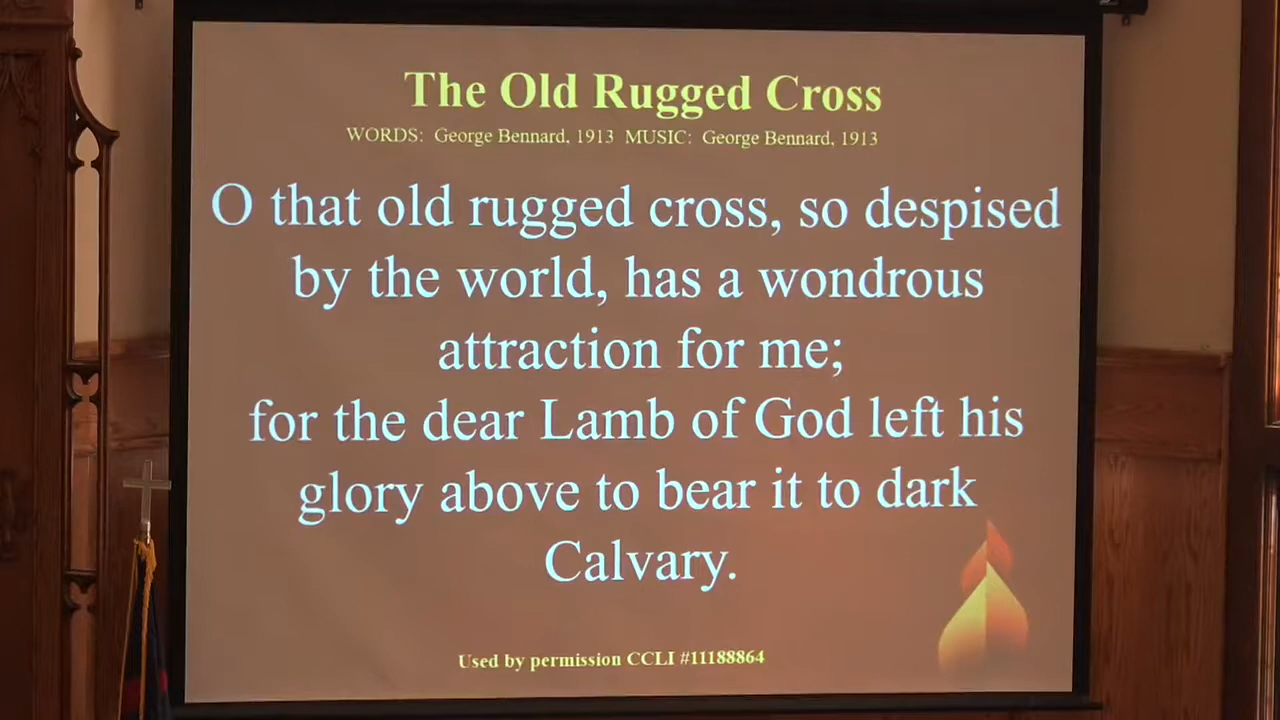 The Old Rugged Cross
WORDS: George Bennard, 1913 MUSIC: George Bennard, 1913
O that old rugged cross, so despised
by the world, has a wondrous
attraction for me;
for the dear Lamb of God left his
glory above to bear it to dark
Calvary.
Used by permission CCLI #11188864